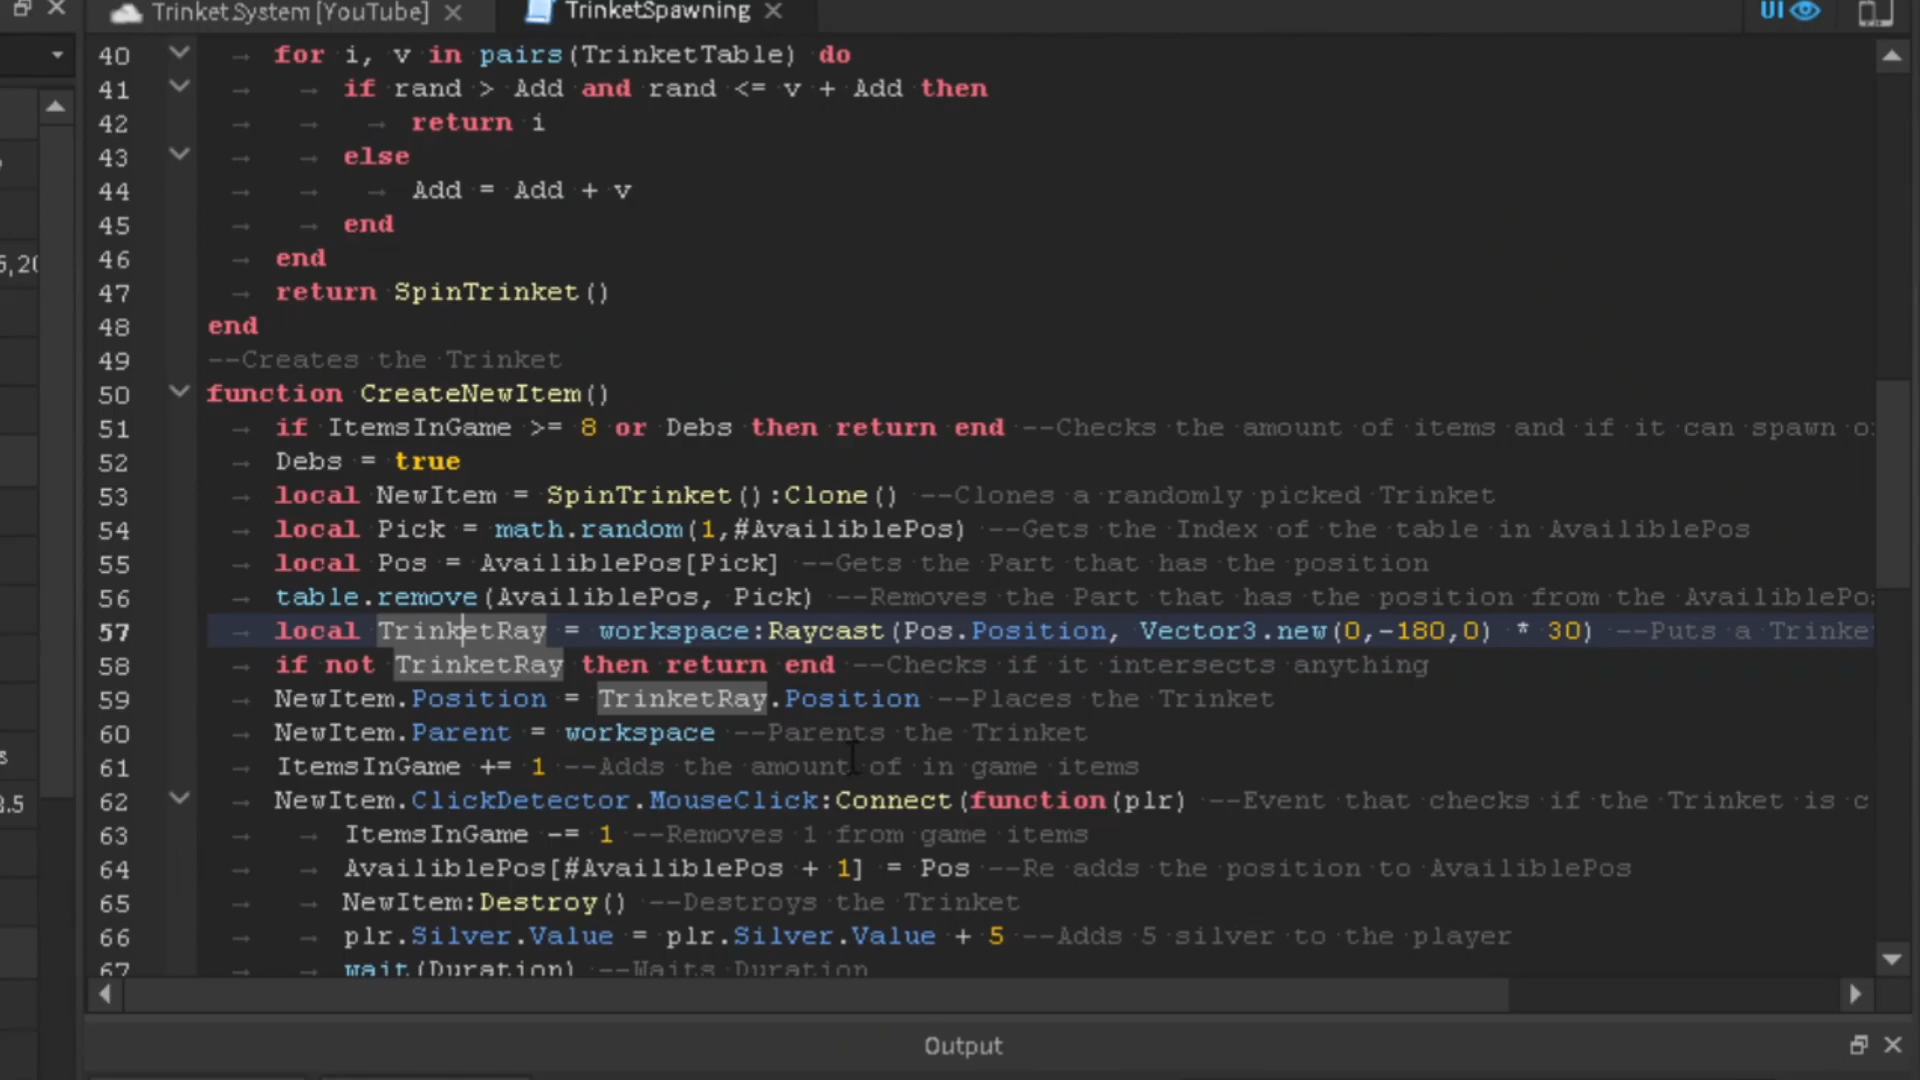 Trinket System [YouTube]
TrinketSpawning
UI
40 for i, v in pairs(TrinketTable) do
41 if rand > Add and rand <= v + Add then
42 return i
43 else
44 Add = Add + v
45 end
46 end
47 return SpinTrinket()
48 end
49 --Creates the Trinket
50 function CreateNewItem()
51 if ItemsInGame >= 8 or Debs then return end --Checks the amount of items and if it can spawn
52 Debs = true
53 local NewItem = SpinTrinket():Clone() --Clones a randomly picked Trinket
54 local Pick = math.random(1,#AvailiblePos) --Gets the Index of the table in AvailiblePos
55 local Pos = AvailiblePos[Pick] --Gets the Part that has the position
56 table.remove(AvailiblePos, Pick) --Removes the Part that has the position from the AvailiblePo
57 local TrinketRay = workspace:Raycast(Pos.Position, Vector3.new(0,-180,0) * 30) --Puts a Trinke
58 if not TrinketRay then return end --Checks if it intersects anything
59 NewItem.Position = TrinketRay.Position --Places the Trinket
60 NewItem.Parent = workspace --Parents the Trinket
61 ItemsInGame += 1 --Adds the amount of in game items
62 NewItem.ClickDetector.MouseClick:Connect(function(plr) --Event that checks if the Trinket is c
63 ItemsInGame -= 1 --Removes 1 from game items
64 AvailiblePos[#AvailiblePos + 1] = Pos --Re adds the position to AvailiblePos
65 NewItem:Destroy() --Destroys the Trinket
66 plr.Silver.Value = plr.Silver.Value + 5 --Adds 5 silver to the player
67 wait(Duration) --Waits Duration
Output